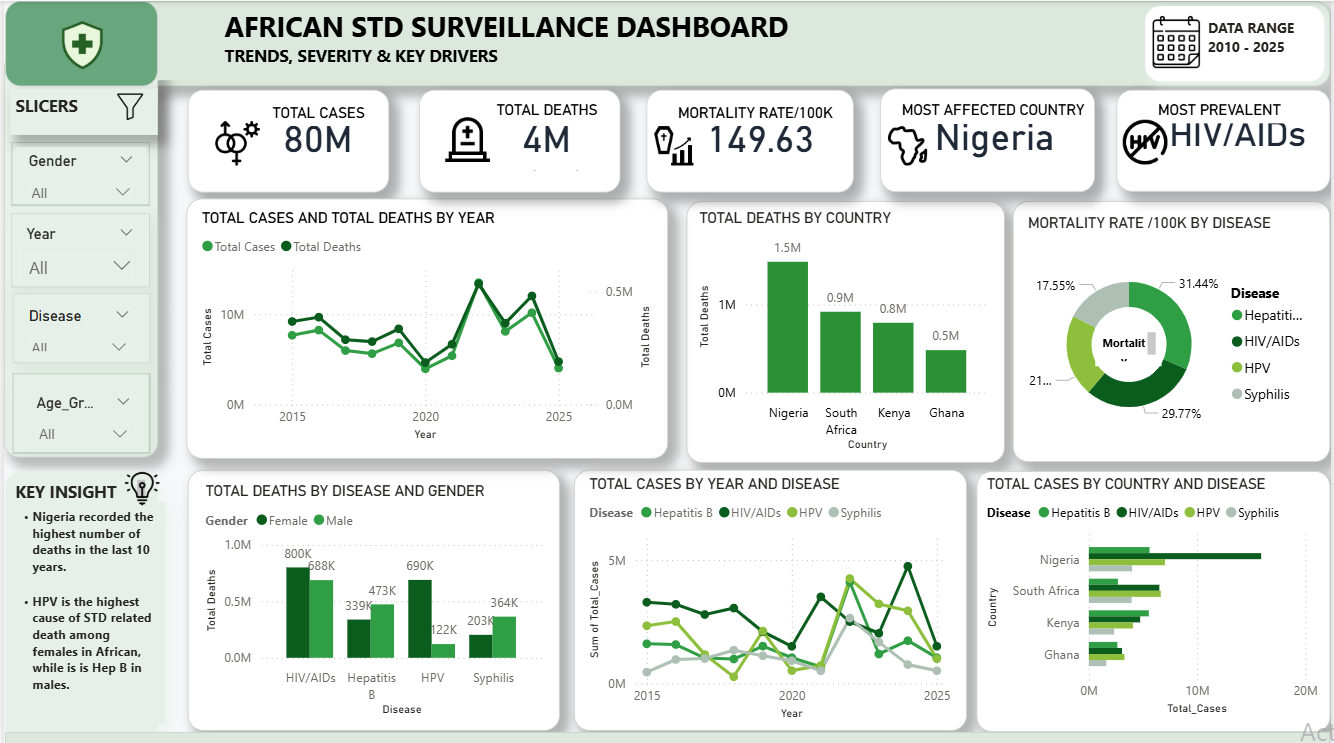 AFRICAN STD SURVEILLANCE DASHBOARD
TRENDS, SEVERITY & KEY DRIVERS
DATA RANGE
2010 - 2025
SLICERS
Gender
All
Year
All
Disease
All
Age_Gr...
All
TOTAL CASES
80M
TOTAL DEATHS
4M
MORTALITY RATE/100K
149.63
MOST AFFECTED COUNTRY
Nigeria
MOST PREVALENT
HIV
HIV/AIDs
TOTAL CASES AND TOTAL DEATHS BY YEAR
Total Cases Total Deaths
Total Cases
10M
0M
0.5M
0.0M
Total Deaths
2015 2020 2025
Year
TOTAL DEATHS BY COUNTRY
Total Deaths
1M
0M
1.5M
0.9M
0.8M
0.5M
Nigeria South Africa Kenya Ghana
Country
MORTALITY RATE /100K BY DISEASE
17.55%
31.44%
21...
29.77%
Mortalit
y
Disease
Hepatiti...
HIV/AIDs
HPV
Syphilis
KEY INSIGHT
• Nigeria recorded the
highest number of
deaths in the last 10
years.
• HPV is the highest
cause of STD related
death among
females in African,
while is is Hep B in
males.
TOTAL DEATHS BY DISEASE AND GENDER
Gender Female Male
Total Deaths
1.0M
0.5M
0.0M
800K
688K
339K
473K
690K
122K
203K
364K
HIV/AIDs Hepatitis B HPV Syphilis
Disease
TOTAL CASES BY YEAR AND DISEASE
Disease Hepatitis B HIV/AIDs HPV Syphilis
Sum of Total_Cases
5M
0M
2015 2020 2025
Year
TOTAL CASES BY COUNTRY AND DISEASE
Disease Hepatitis B HIV/AIDs HPV Syphilis
Country
Nigeria
South Africa
Kenya
Ghana
0M 10M 20M
Total_Cases
Act